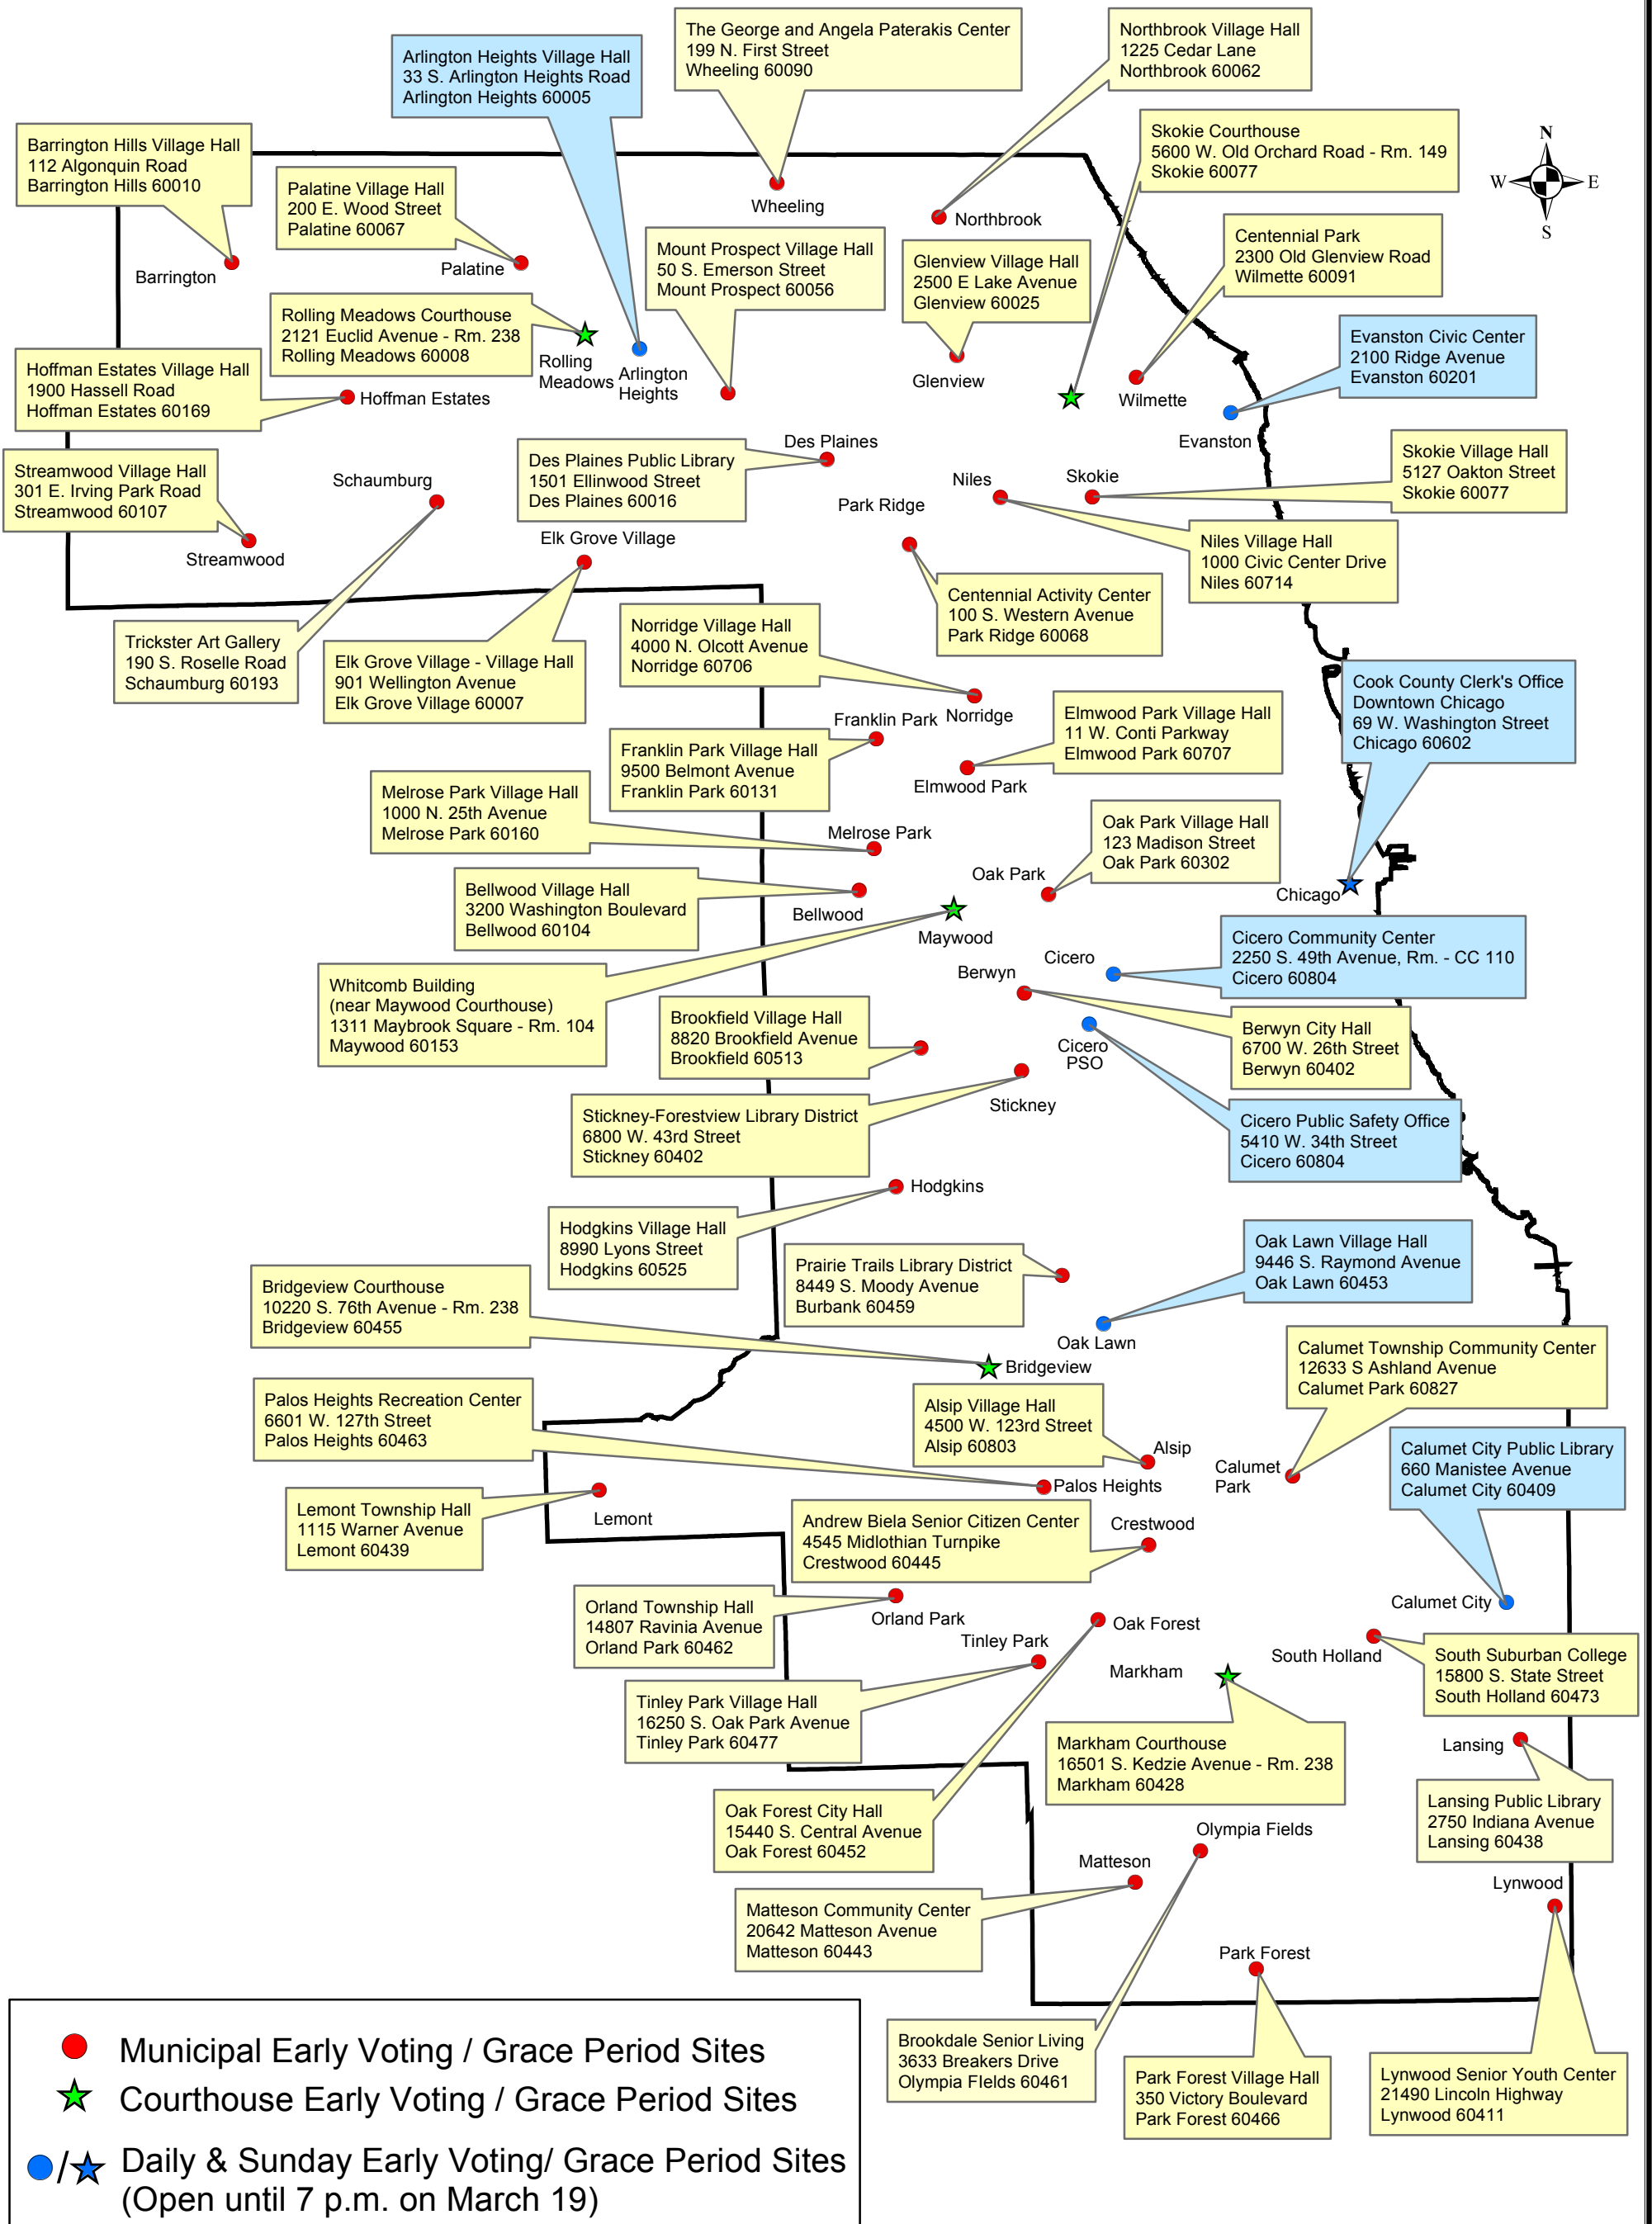 The George and Angela Paterakis Center
199 N. First Street
Wheeling 60090
Northbrook Village Hall
1225 Cedar Lane
Northbrook 60062
Arlington Heights Village Hall
33 S. Arlington Heights Road
Arlington Heights 60005
Barrington Hills Village Hall
112 Algonquin Road
Barrington Hills 60010
Skokie Courthouse
5600 W. Old Orchard Road - Rm. 149
Skokie 60077
N
W
E
S
Palatine Village Hall
200 E. Wood Street
Palatine 60067
Wheeling
Northbrook
Barrington
Palatine
Mount Prospect Village Hall
50 S. Emerson Street
Mount Prospect 60056
Glenview Village Hall
2500 E Lake Avenue
Glenview 60025
Centennial Park
2300 Old Glenview Road
Wilmette 60091
Rolling Meadows Courthouse
2121 Euclid Avenue - Rm. 238
Rolling Meadows 60008
Rolling
Meadows
Arlington
Heights
Glenview
Wilmette
Evanston Civic Center
2100 Ridge Avenue
Evanston 60201
Evanston
Hoffman Estates Village Hall
1900 Hassell Road
Hoffman Estates 60169
Hoffman Estates
Streamwood Village Hall
301 E. Irving Park Road
Streamwood 60107
Streamwood
Schaumburg
Des Plaines Public Library
1501 Ellinwood Street
Des Plaines 60016
Des Plaines
Park Ridge
Niles
Skokie
Skokie Village Hall
5127 Oakton Street
Skokie 60077
Elk Grove Village
Niles Village Hall
1000 Civic Center Drive
Niles 60714
Centennial Activity Center
100 S. Western Avenue
Park Ridge 60068
Trickster Art Gallery
190 S. Roselle Road
Schaumburg 60193
Elk Grove Village - Village Hall
901 Wellington Avenue
Elk Grove Village 60007
Norridge Village Hall
4000 N. Olcott Avenue
Norridge 60706
Norridge
Cook County Clerk's Office
Downtown Chicago
69 W. Washington Street
Chicago 60602
Franklin Park
Franklin Park Village Hall
9500 Belmont Avenue
Franklin Park 60131
Elmwood Park Village Hall
11 W. Conti Parkway
Elmwood Park 60707
Elmwood Park
Melrose Park Village Hall
1000 N. 25th Avenue
Melrose Park 60160
Melrose Park
Oak Park Village Hall
123 Madison Street
Oak Park 60302
Oak Park
Chicago
Bellwood Village Hall
3200 Washington Boulevard
Bellwood 60104
Bellwood
Maywood
Cicero Community Center
2250 S. 49th Avenue, Rm. - CC 110
Cicero 60804
Cicero
Berwyn
Whitcomb Building
(near Maywood Courthouse)
1311 Maybrook Square - Rm. 104
Maywood 60153
Brookfield Village Hall
8820 Brookfield Avenue
Brookfield 60513
Cicero
PSO
Berwyn City Hall
6700 W. 26th Street
Berwyn 60402
Stickney
Stickney-Forestview Library District
6800 W. 43rd Street
Stickney 60402
Cicero Public Safety Office
5410 W. 34th Street
Cicero 60804
Hodgkins
Hodgkins Village Hall
8990 Lyons Street
Hodgkins 60525
Prairie Trails Library District
8449 S. Moody Avenue
Burbank 60459
Oak Lawn Village Hall
9446 S. Raymond Avenue
Oak Lawn 60453
Oak Lawn
Bridgeview Courthouse
10220 S. 76th Avenue - Rm. 238
Bridgeview 60455
Bridgeview
Calumet Township Community Center
12633 S Ashland Avenue
Calumet Park 60827
Palos Heights Recreation Center
6601 W. 127th Street
Palos Heights 60463
Alsip Village Hall
4500 W. 123rd Street
Alsip 60803
Alsip
Calumet
Park
Calumet City Public Library
660 Manistee Avenue
Calumet City 60409
Palos Heights
Lemont Township Hall
1115 Warner Avenue
Lemont 60439
Lemont
Andrew Biela Senior Citizen Center
4545 Midlothian Turnpike
Crestwood 60445
Crestwood
Orland Township Hall
14807 Ravinia Avenue
Orland Park 60462
Orland Park
Calumet City
Oak Forest
Tinley Park
South Holland
Markham
South Suburban College
15800 S. State Street
South Holland 60473
Tinley Park Village Hall
16250 S. Oak Park Avenue
Tinley Park 60477
Markham Courthouse
16501 S. Kedzie Avenue - Rm. 238
Markham 60428
Lansing
Lansing Public Library
2750 Indiana Avenue
Lansing 60438
Oak Forest City Hall
15440 S. Central Avenue
Oak Forest 60452
Olympia Fields
Matteson
Lynwood
Matteson Community Center
20642 Matteson Avenue
Matteson 60443
Park Forest
Brookdale Senior Living
3633 Breakers Drive
Olympia FIelds 60461
Park Forest Village Hall
350 Victory Boulevard
Park Forest 60466
Lynwood Senior Youth Center
21490 Lincoln Highway
Lynwood 60411
Municipal Early Voting / Grace Period Sites
Courthouse Early Voting / Grace Period Sites
/ Daily & Sunday Early Voting/ Grace Period Sites
(Open until 7 p.m. on March 19)